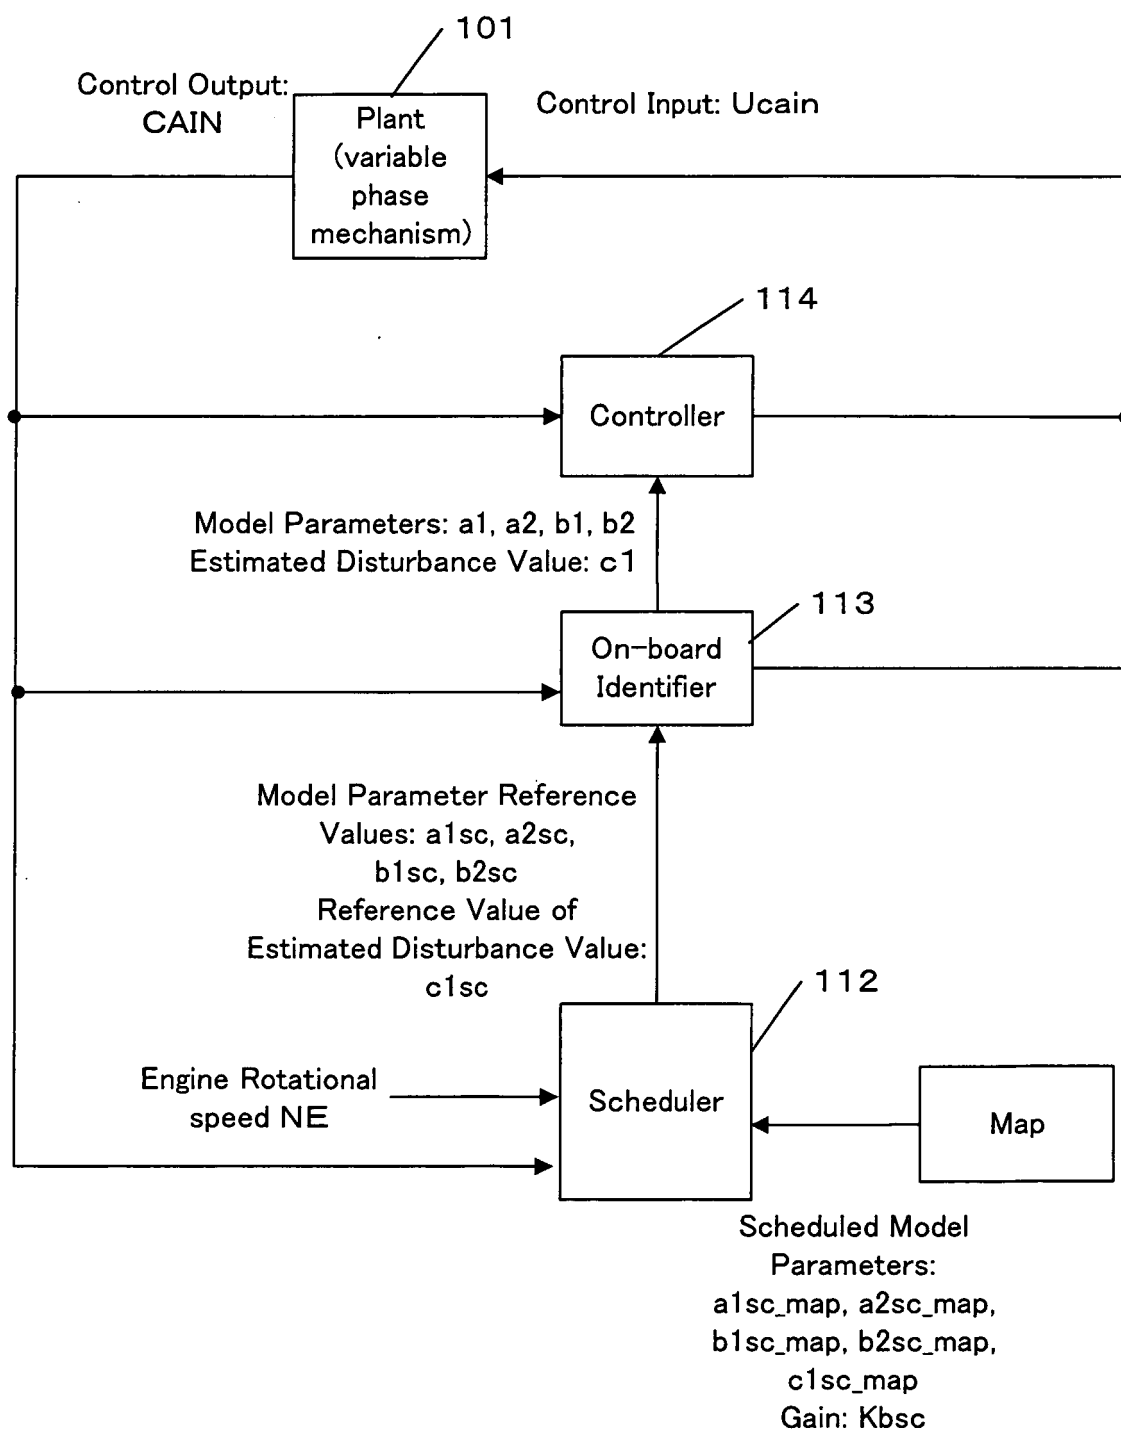 101
Control Output:
CAIN
Control Input: Ucain
Plant
(variable
phase
mechanism)
114
Controller
Model Parameters: a1, a2, b1, b2
Estimated Disturbance Value: c1
113
On-board
Identifier
Model Parameter Reference
Values: a1sc, a2sc,
b1sc, b2sc
Reference Value of
Estimated Disturbance Value:
c1sc
112
Engine Rotational
speed NE
Scheduler
Map
Scheduled Model
Parameters:
a1sc_map, a2sc_map,
b1sc_map, b2sc_map,
c1sc_map
Gain: Kbsc